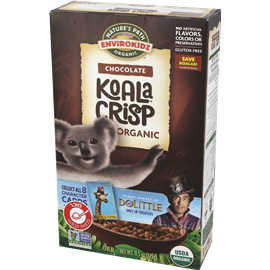 NATURE'S PATH
ENVIROKIDZ
ORGANIC
NO ARTIFICIAL
FLAVORS,
COLORS OR
PRESERVATIVES
GLUTEN-FREE
SAVE
KOALAS!
CHOCOLATE
KOALA
CRISP
ORGANIC
COLLECT ALL 8
CHARACTER
CARDS
DOLITTLE
ONLY IN THEATERS
USDA
ORGANIC